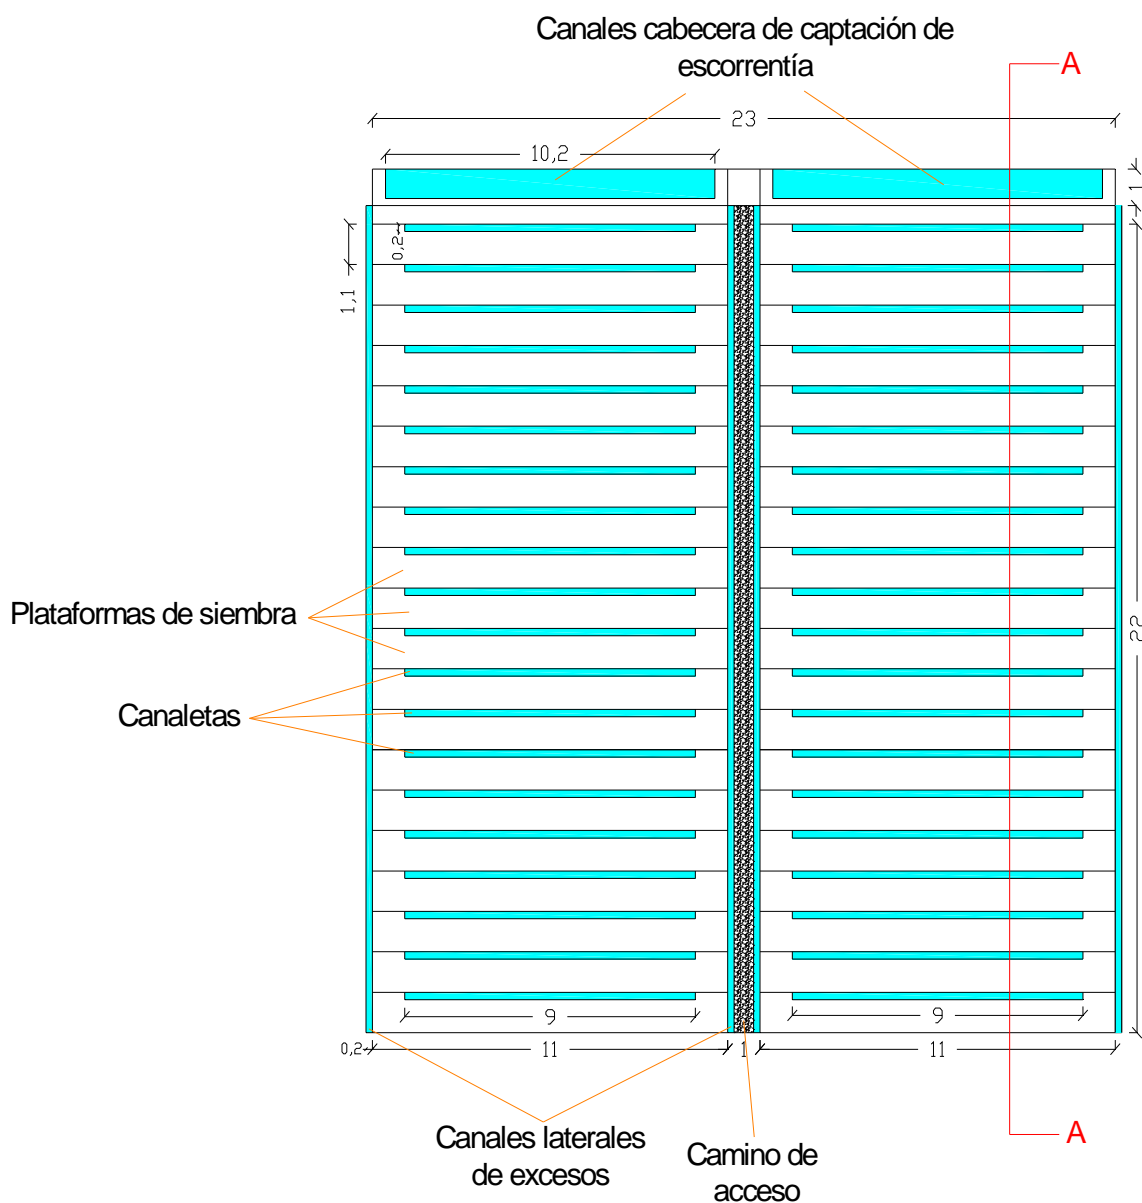 Canales cabecera de captación de
escorrentía
A
23
10,2
1
0,2
1,1
22
Plataformas de siembra
Canaletas
9
9
0,2
11
1
11
Canales laterales
de excesos
Camino de
acceso
A